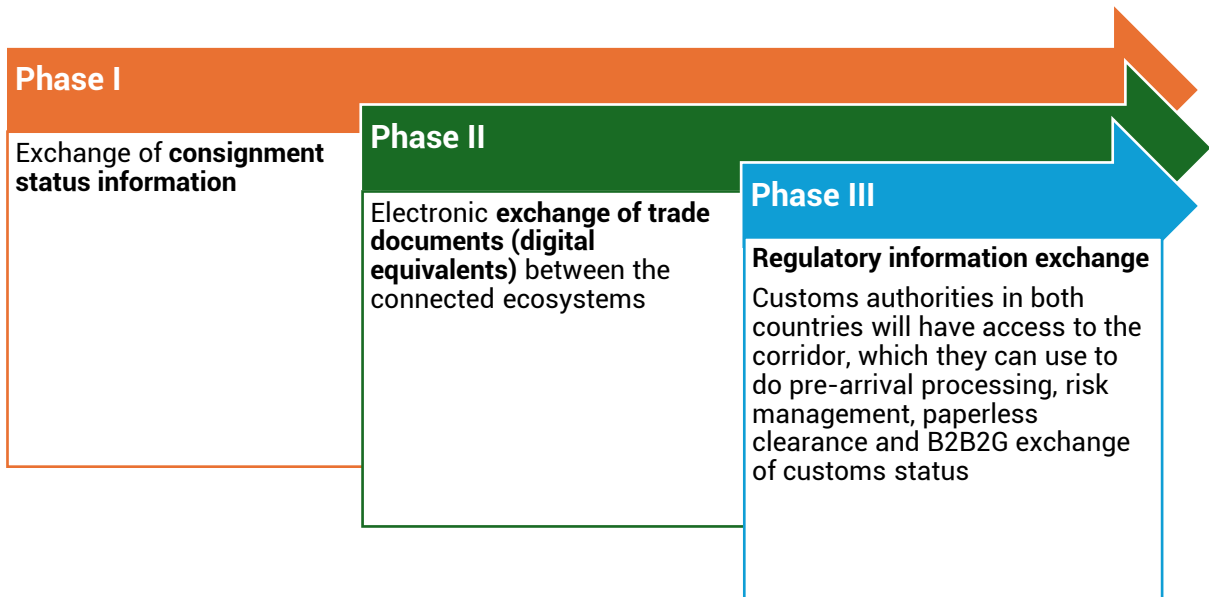 Phase I
Exchange of consignment
status information
Phase II
Electronic exchange of trade
documents (digital
equivalents) between the
connected ecosystems
Phase III
Regulatory information exchange
Customs authorities in both
countries will have access to the
corridor, which they can use to
do pre-arrival processing, risk
management, paperless
clearance and B2B2G exchange
of customs status